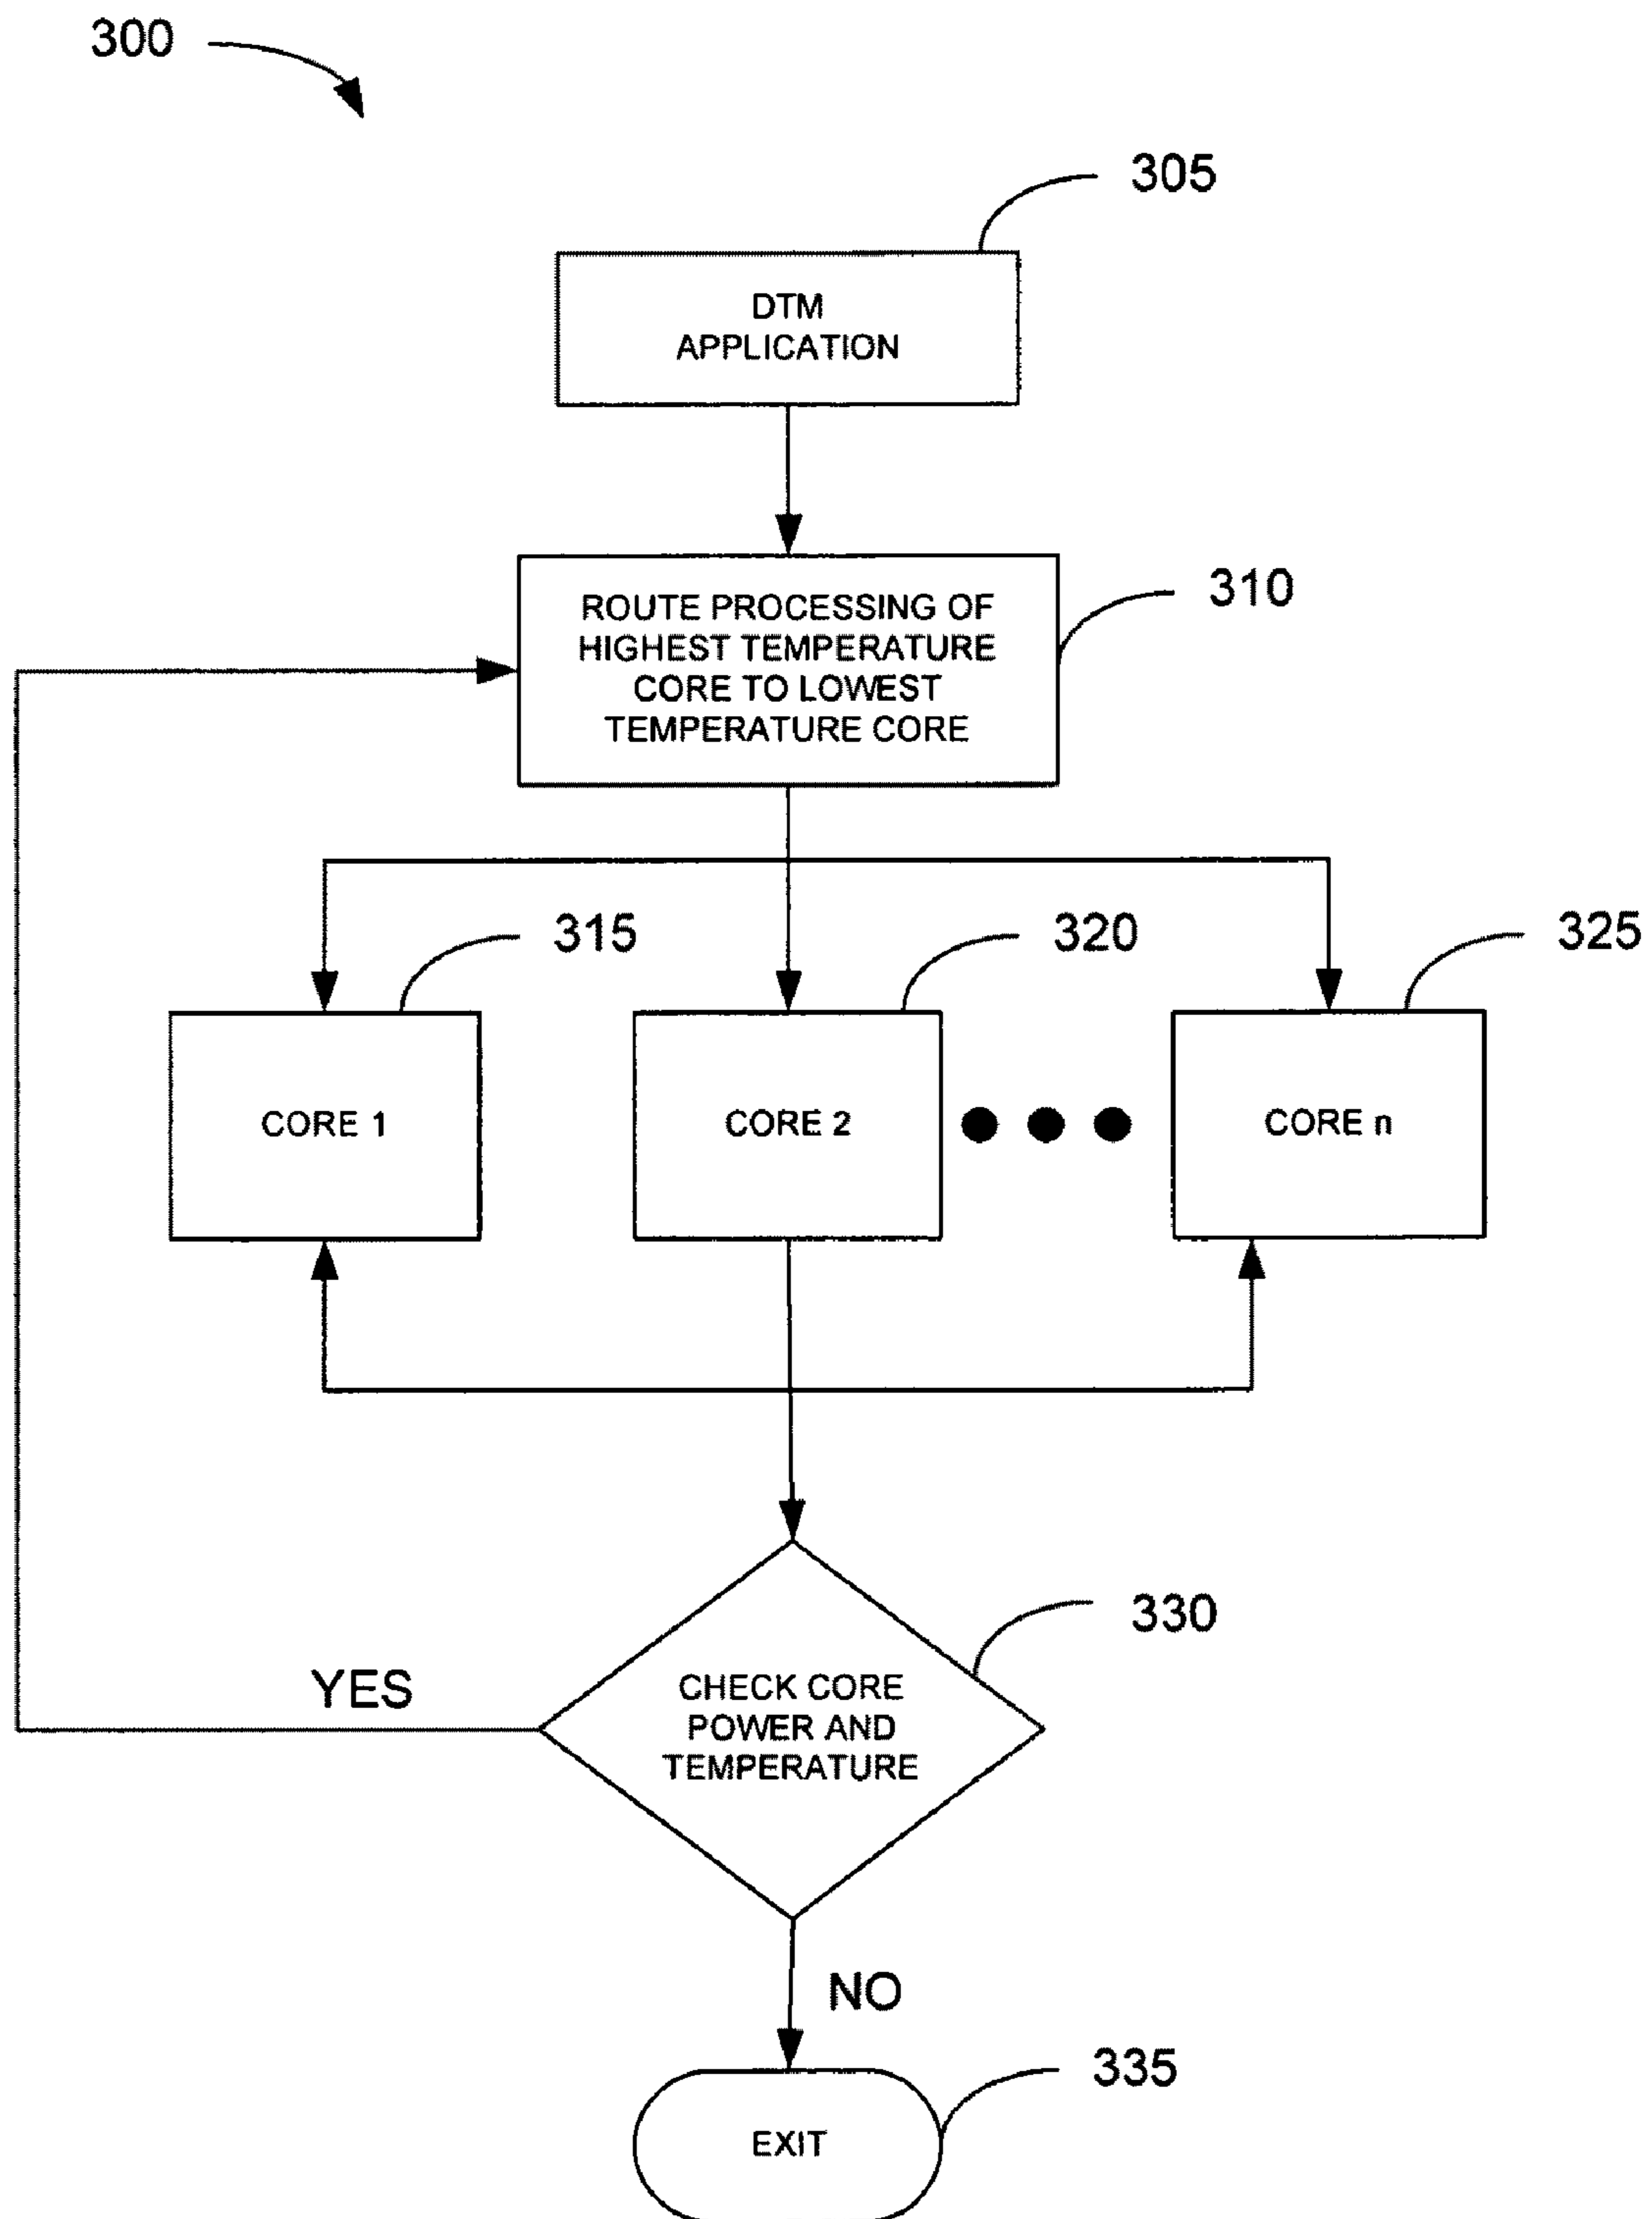 300
305
DTM
APPLICATION
310
ROUTE PROCESSING OF
HIGHEST TEMPERATURE
CORE TO LOWEST
TEMPERATURE CORE
315
320
325
CORE 1
CORE 2
CORE n
330
YES
CHECK CORE
POWER AND
TEMPERATURE
NO
335
EXIT